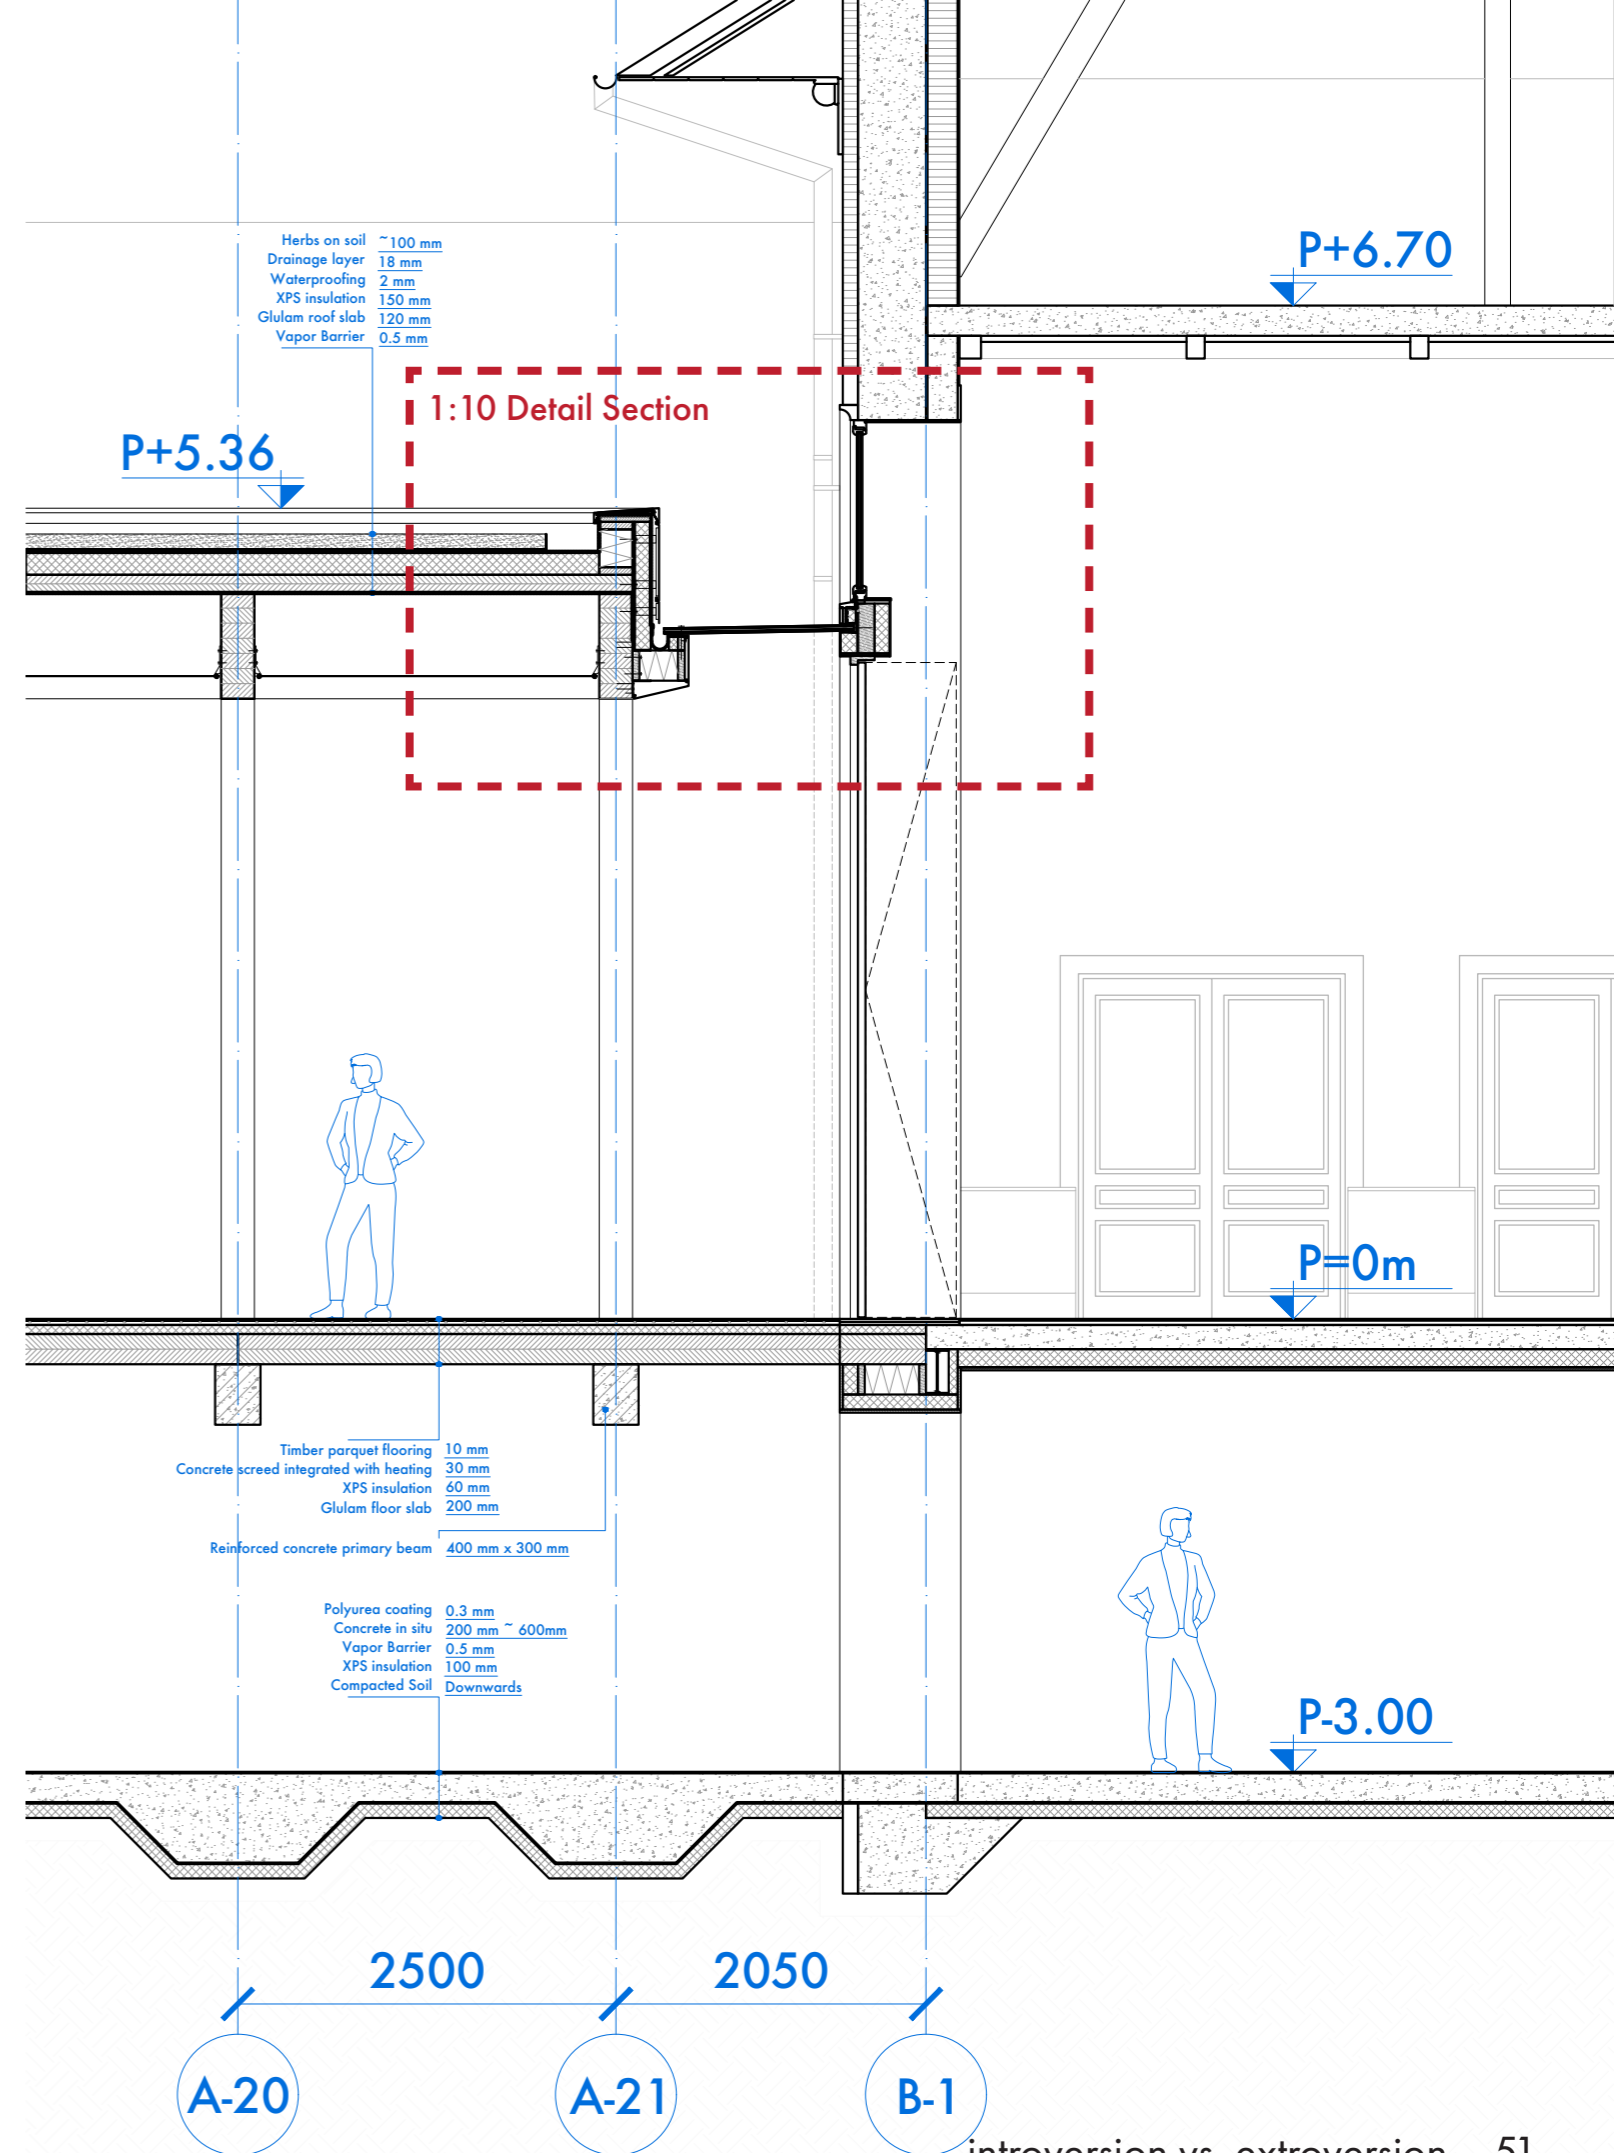 Herbs on soil ~100 mm
Drainage layer 18 mm
Waterproofing 2 mm
XPS insulation 150 mm
Glulam roof slab 120 mm
Vapor Barrier 0.5 mm
P+6.70
1:10 Detail Section
P+5.36
P=0m
Timber parquet flooring 10 mm
Concrete screed integrated with heating 30 mm
XPS insulation 60 mm
Glulam floor slab 200 mm
Reinforced concrete primary beam 400 mm x 300 mm
Polyurea coating 0.3 mm
Concrete in situ 200 mm ~ 600mm
Vapor Barrier 0.5 mm
XPS insulation 100 mm
Compacted Soil Downwards
P-3.00
2500 2050
A-20 A-21 B-1
introversion vs. extroversion 51